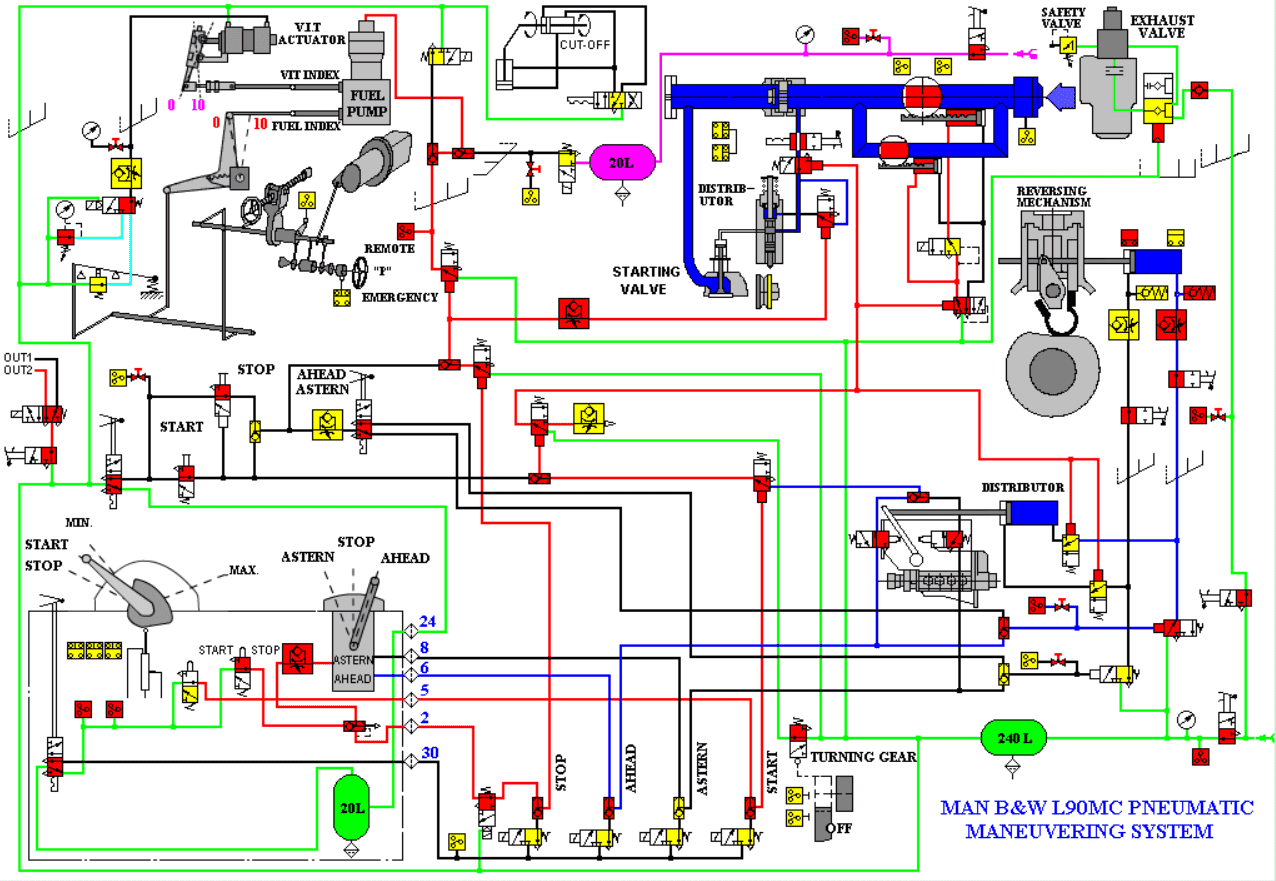 V.I.T
ACTUATOR
CUT-OFF
SAFETY
VALVE
EXHAUST
VALVE
VIT INDEX
0 10
FUEL
PUMP
0 10
FUEL INDEX
20L
DISTRIB-
UTOR
REVERSING
MECHANISM
REMOTE
EMERGENCY
STARTING
VALVE
OUT1
OUT2
STOP
AHEAD
ASTERN
START
DISTRIBUTOR
MIN.
START
STOP
MAX.
STOP
ASTERN
AHEAD
24
START STOP
ASTERN
AHEAD
8
6
5
2
30
20L
STOP
AHEAD
ASTERN
START
TURNING GEAR
OFF
240 L
MAN B&W L90MC PNEUMATIC
MANEUVERING SYSTEM